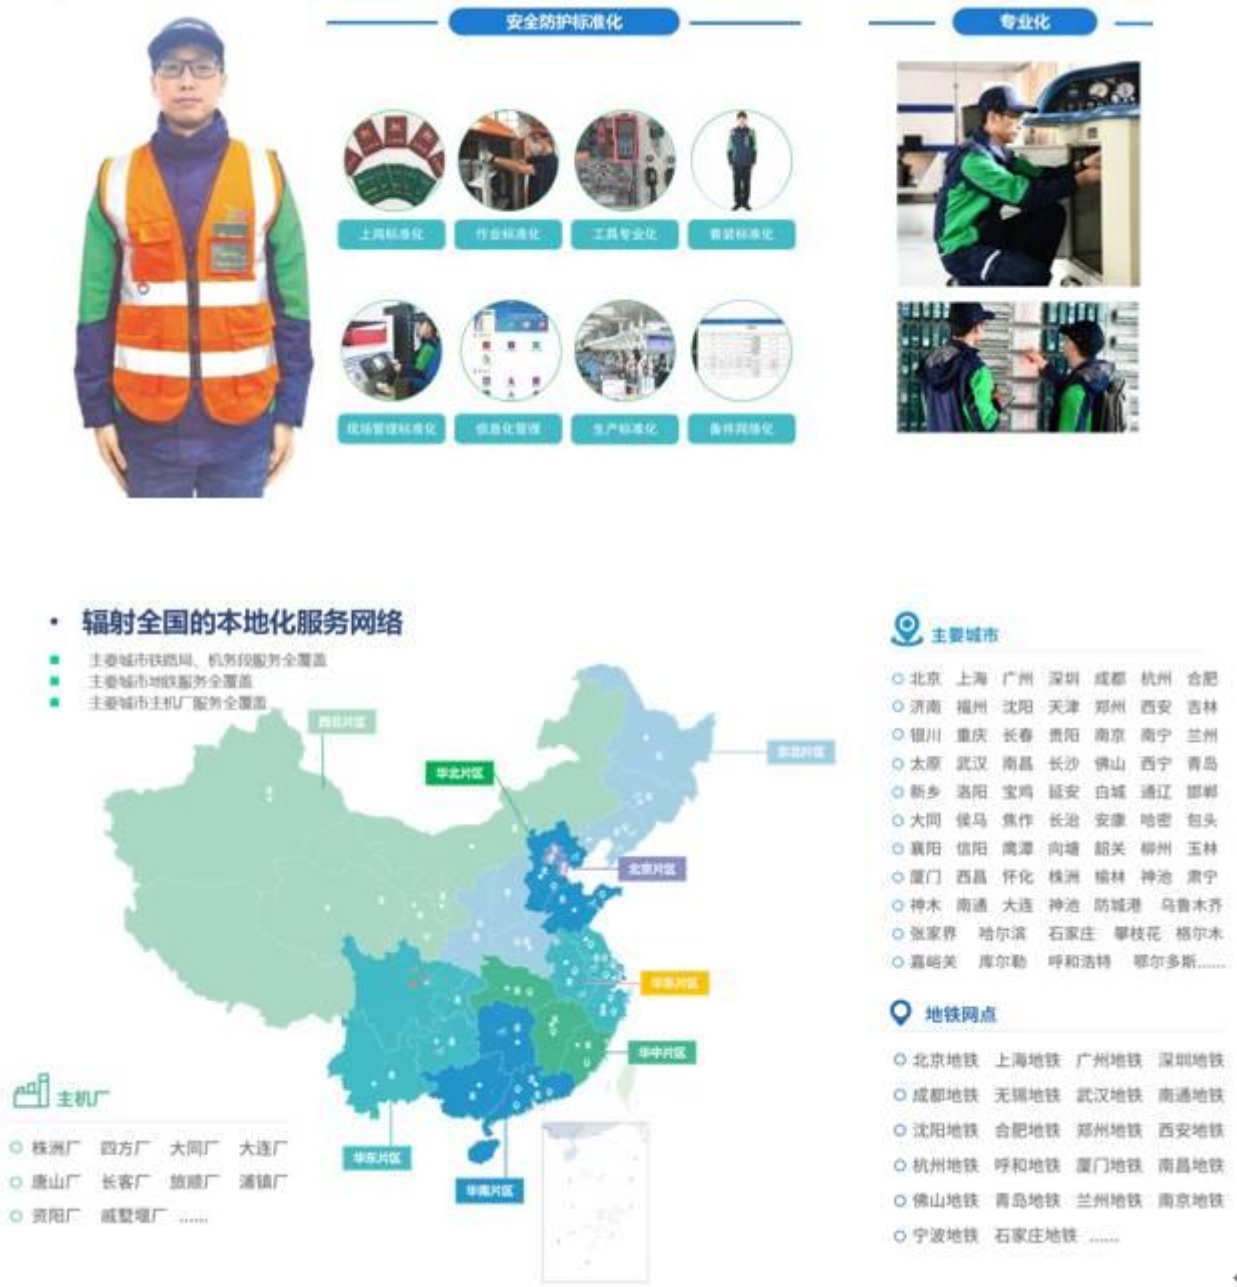 安全防护标准化
专业化
上岗标准化 作业标准化 工具专业化 着装标准化
现场管理标准化 信息化管理 生产标准化 备件网络化
• 辐射全国的本地化服务网络
主要城市铁路局、机务段服务全覆盖
主要城市地铁服务全覆盖
主要城市主机厂服务全覆盖
西北片区
东北片区
华北片区
北京片区
华东片区
华中片区
华东片区
华南片区
主机厂
株洲厂 四方厂 大同厂 大连厂
唐山厂 长客厂 旅顺厂 浦镇厂
资阳厂 戚墅堰厂 ......
主要城市
北京 上海 广州 深圳 成都 杭州 合肥
济南 福州 沈阳 天津 郑州 西安 吉林
银川 重庆 长春 贵阳 南京 南宁 兰州
太原 武汉 南昌 长沙 佛山 西宁 青岛
新乡 洛阳 宝鸡 延安 白城 通辽 邯郸
大同 侯马 焦作 长治 安康 哈密 包头
襄阳 信阳 鹰潭 向塘 韶关 柳州 玉林
厦门 西昌 怀化 株洲 榆林 神池 肃宁
神木 南通 大连 神池 防城港 乌鲁木齐
张家界 哈尔滨 石家庄 攀枝花 格尔木
嘉峪关 库尔勒 呼和浩特 鄂尔多斯......
地铁网点
北京地铁 上海地铁 广州地铁 深圳地铁
成都地铁 无锡地铁 武汉地铁 南通地铁
沈阳地铁 合肥地铁 郑州地铁 西安地铁
杭州地铁 呼和地铁 厦门地铁 南昌地铁
佛山地铁 青岛地铁 兰州地铁 南京地铁
宁波地铁 石家庄地铁 ......